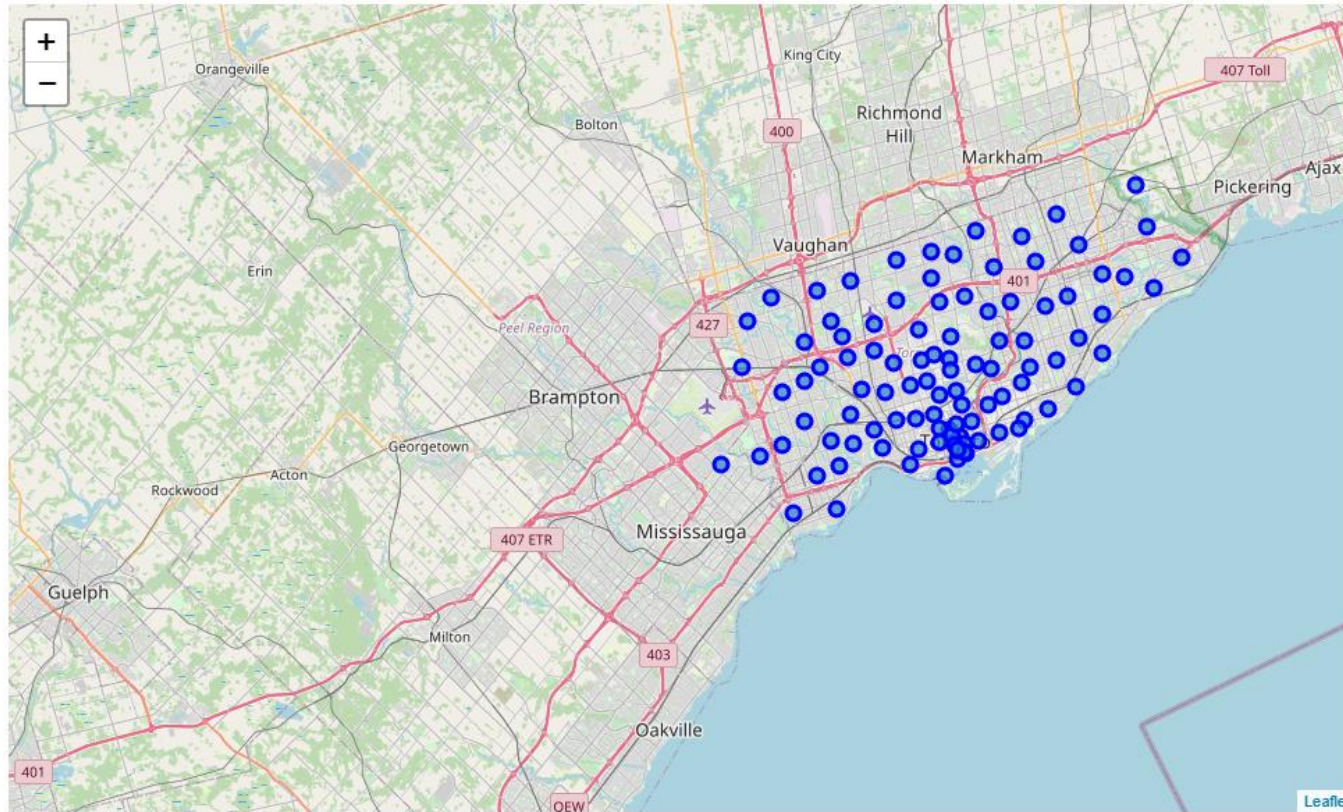 +
−
King City
Orangeville
407 Toll
Richmond
Hill
Bolton
400
Markham
Ajax
Pickering
Vaughan
Erin
401
427
Peel Region
Brampton
Georgetown
Acton
Rockwood
Mississauga
407 ETR
Guelph
Milton
403
Oakville
401
QEW
Leafle